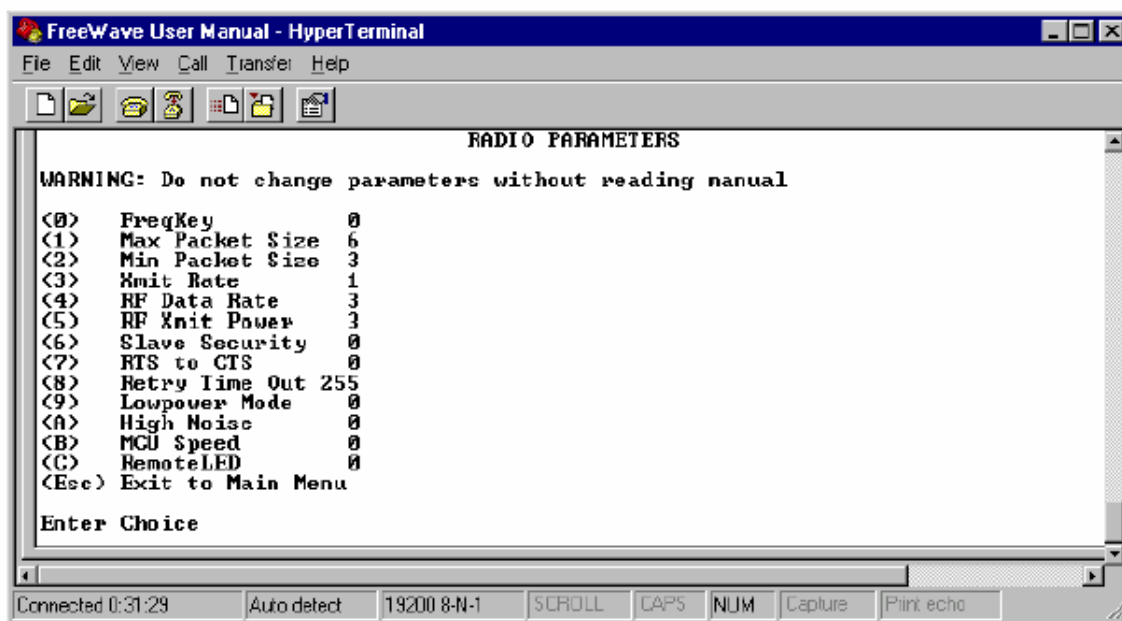 FreeWave User Manual - HyperTerminal
File Edit View Call Transfer Help
RADIO PARAMETERS
WARNING: Do not change parameters without reading manual
(0) FreqKey 0
(1) Max Packet Size 6
(2) Min Packet Size 3
(3) Xmit Rate 1
(4) RF Data Rate 3
(5) RF Xmit Power 3
(6) Slave Security 0
(7) RTS to CTS 0
(8) Retry Time Out 255
(9) Lowpower Mode 0
(A) High Noise 0
(B) MCU Speed 0
(C) RemoteLED 0
(Esc) Exit to Main Menu
Enter Choice
Connected 0:31:29 Auto detect 19200 8-N-1 SCROLL CAPS NUM Capture Print echo